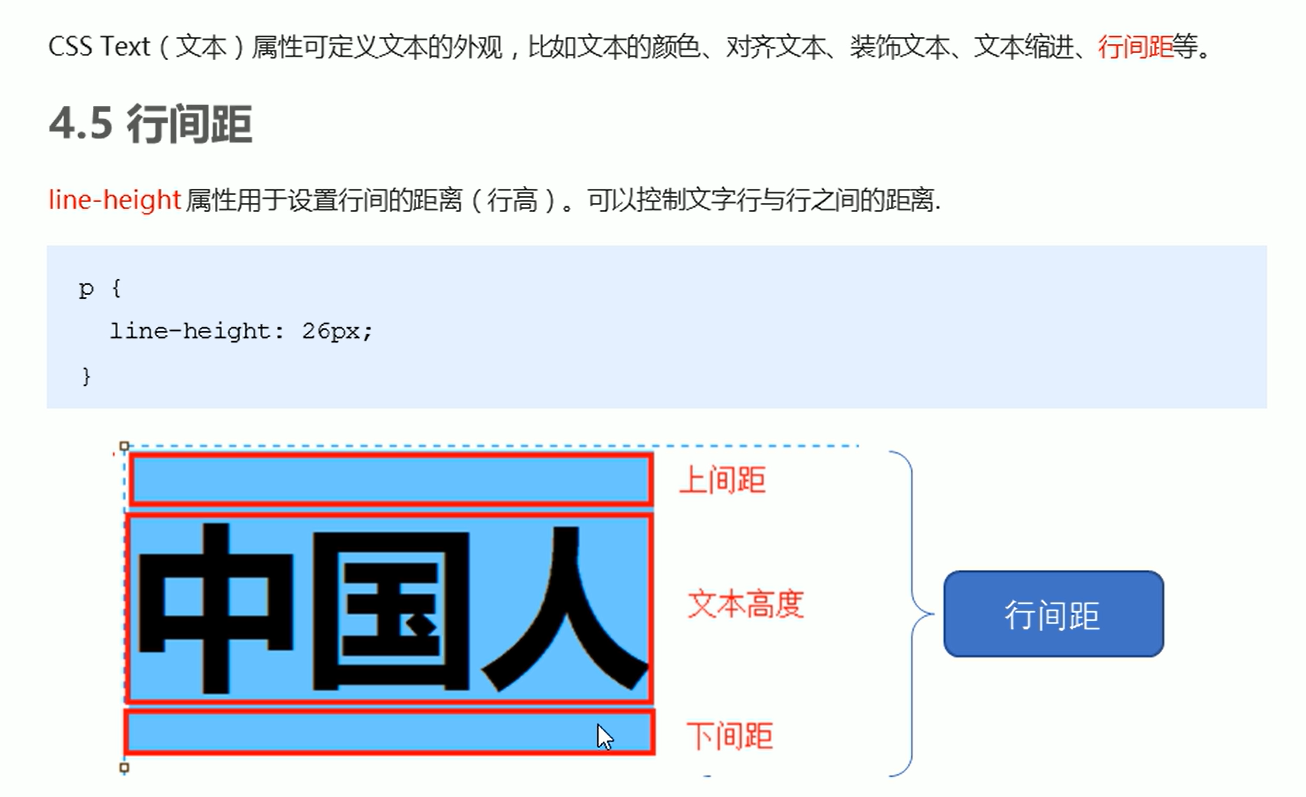 CSS Text（文本）属性可定义文本的外观，比如文本的颜色、对齐文本、装饰文本、文本缩进、行间距等。
4.5 行间距
line-height 属性用于设置行间的距离（行高）。可以控制文字行与行之间的距离.
p {
  line-height: 26px;
}
上间距
中国人
文本高度
行间距
下间距